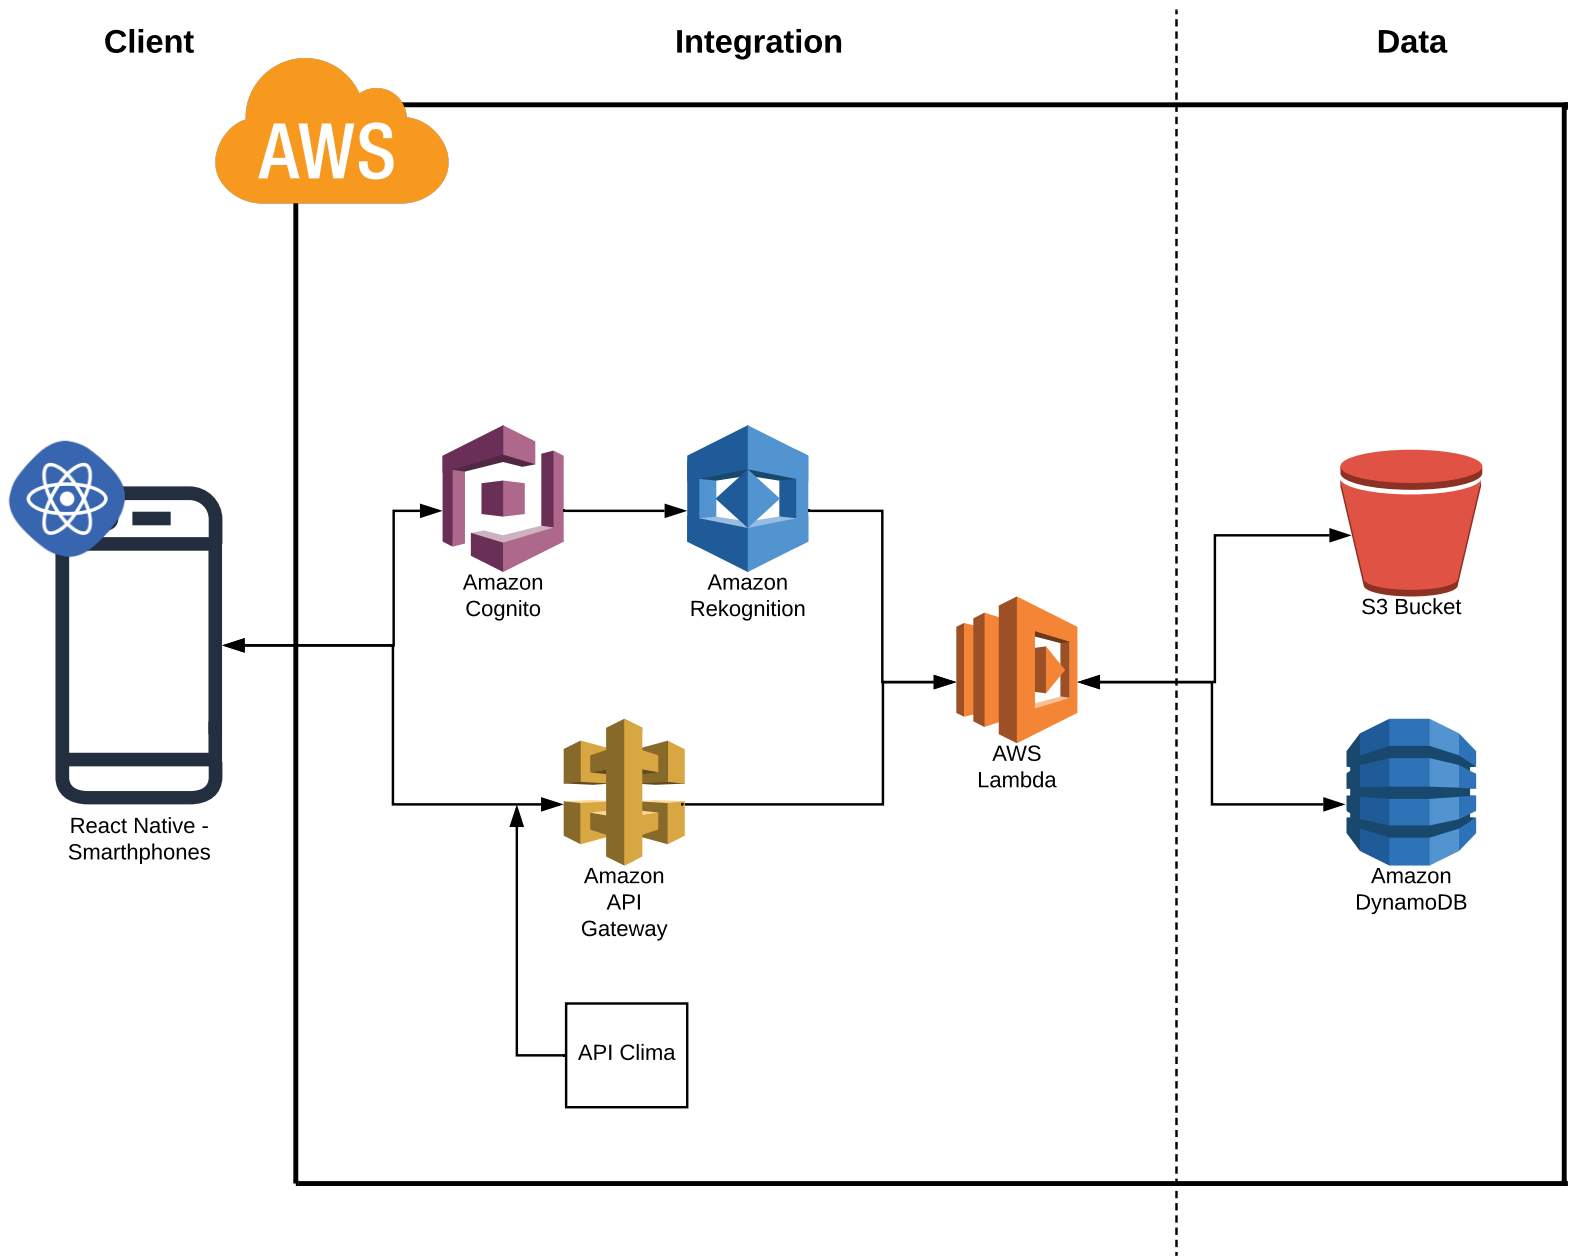 Client
Integration
Data
AWS
Amazon
Cognito
Amazon
Rekognition
S3 Bucket
AWS
Lambda
React Native -
Smarthphones
Amazon
API
Gateway
Amazon
DynamoDB
API Clima